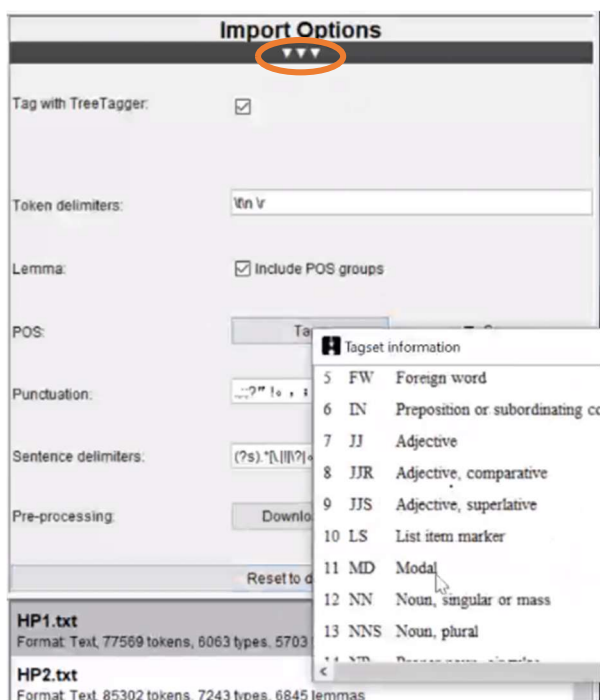 Import Options
Tag with TreeTagger:
Token delimiters:
\t\n \r
Lemma:
Include POS groups
POS:
Tagset information
5 FW Foreign word
6 IN Preposition or subordinating
7 JJ Adjective
8 JJR Adjective, comparative
9 JJS Adjective, superlative
10 LS List item marker
11 MD Modal
12 NN Noun, singular or mass
13 NNS Noun, plural
Punctuation:
Sentence delimiters:
Pre-processing:
Reset to
HP1.txt
Format: Text, 77569 tokens, 6063 types, 5703
HP2.txt
Format: Text, 85302 tokens, 7243 types, 6845 lemmas